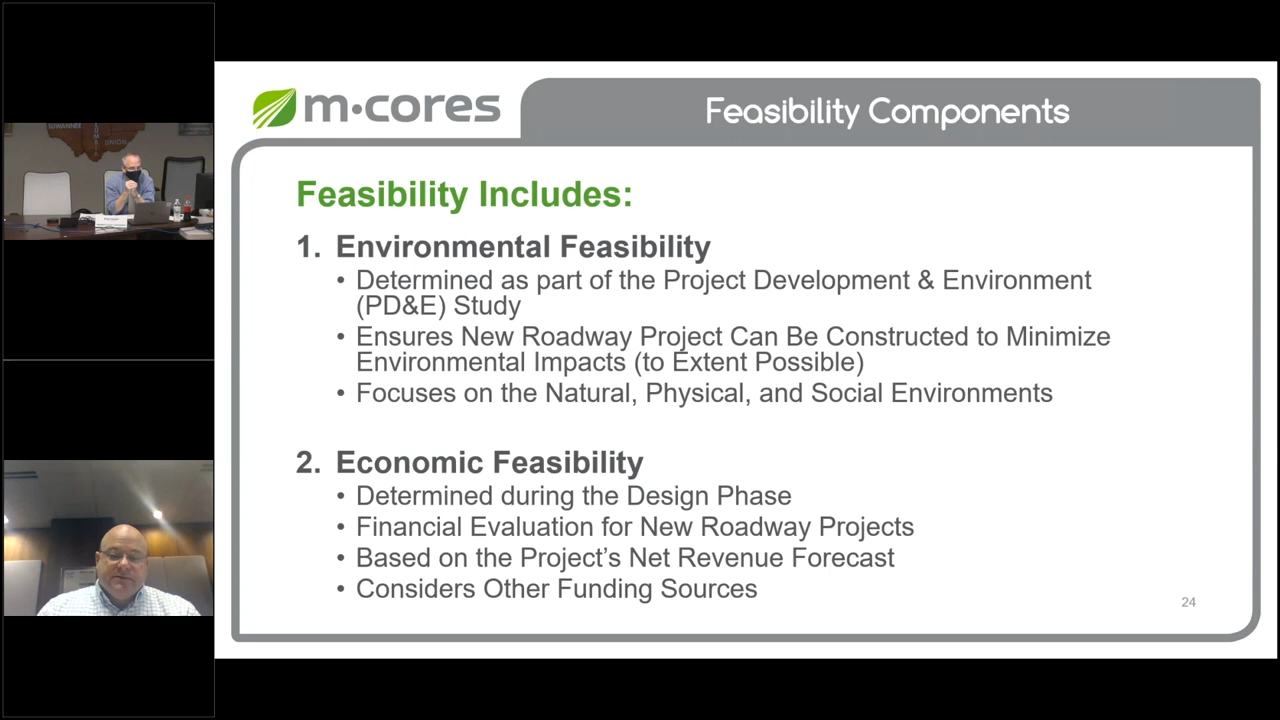 SUWANNEE
UNION
m·cores
Feasibility Components
Feasibility Includes:
1. Environmental Feasibility
• Determined as part of the Project Development & Environment
(PD&E) Study
• Ensures New Roadway Project Can Be Constructed to Minimize
Environmental Impacts (to Extent Possible)
• Focuses on the Natural, Physical, and Social Environments
2. Economic Feasibility
• Determined during the Design Phase
• Financial Evaluation for New Roadway Projects
• Based on the Project’s Net Revenue Forecast
• Considers Other Funding Sources
24